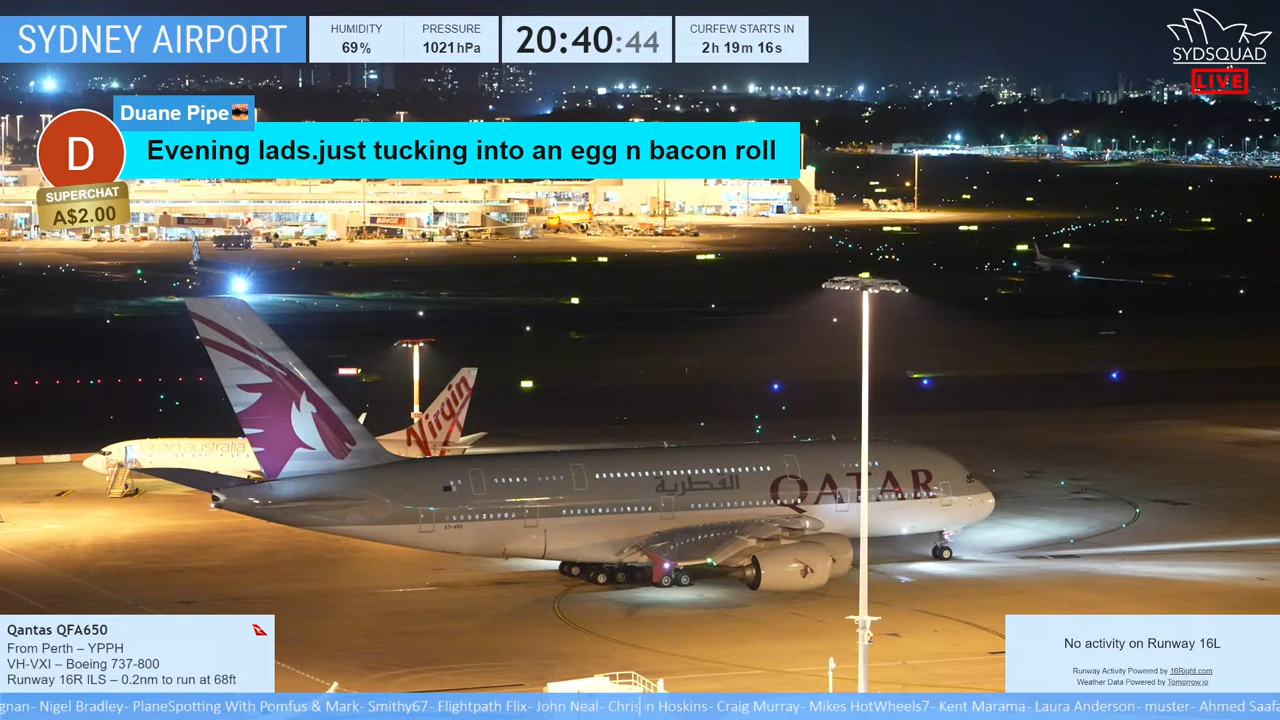 SYDNEY AIRPORT
HUMIDITY
69%
PRESSURE
1021hPa
20:40:44
CURFEW STARTS IN
2h 19m 16s
SYDSQUAD
LIVE
Duane Pipe
D
Evening lads.just tucking into an egg n bacon roll
SUPERCHAT
A$2.00
BINGE
BINGE
Virgin
virgin australia
القطرية
QATAR
Qantas QFA650
From Perth – YPPH
VH-VXI – Boeing 737-800
Runway 16R ILS – 0.2nm to run at 68ft
No activity on Runway 16L
Runway Activity Powered by 16Right.com
Weather Data Powered by Tomorrow.io
gnan- Nigel Bradley- PlaneSpotting With Pomfus & Mark- Smithy67- Flightpath Flix- John Neal- Chris n Hoskins- Craig Murray- Mikes HotWheels7- Kent Marama- Laura Anderson- muster- Ahmed Saafa